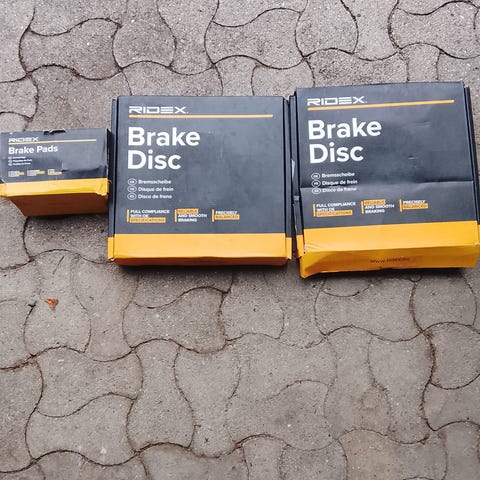 RIDEX
Brake Pads
RIDEX
Brake
Disc
Bremsscheibe
Disque de frein
Disco de freno
FULL COMPLIANCE
WITH OE
SPECIFICATIONS
RELIABLE
AND SMOOTH
BRAKING
PRECISELY
BALANCED
RIDEX
Brake
Disc
Bremsscheibe
Disque de frein
Disco de freno
FULL COMPLIANCE
WITH OE
SPECIFICATIONS
RELIABLE
AND SMOOTH
BRAKING
PRECISELY
BALANCED